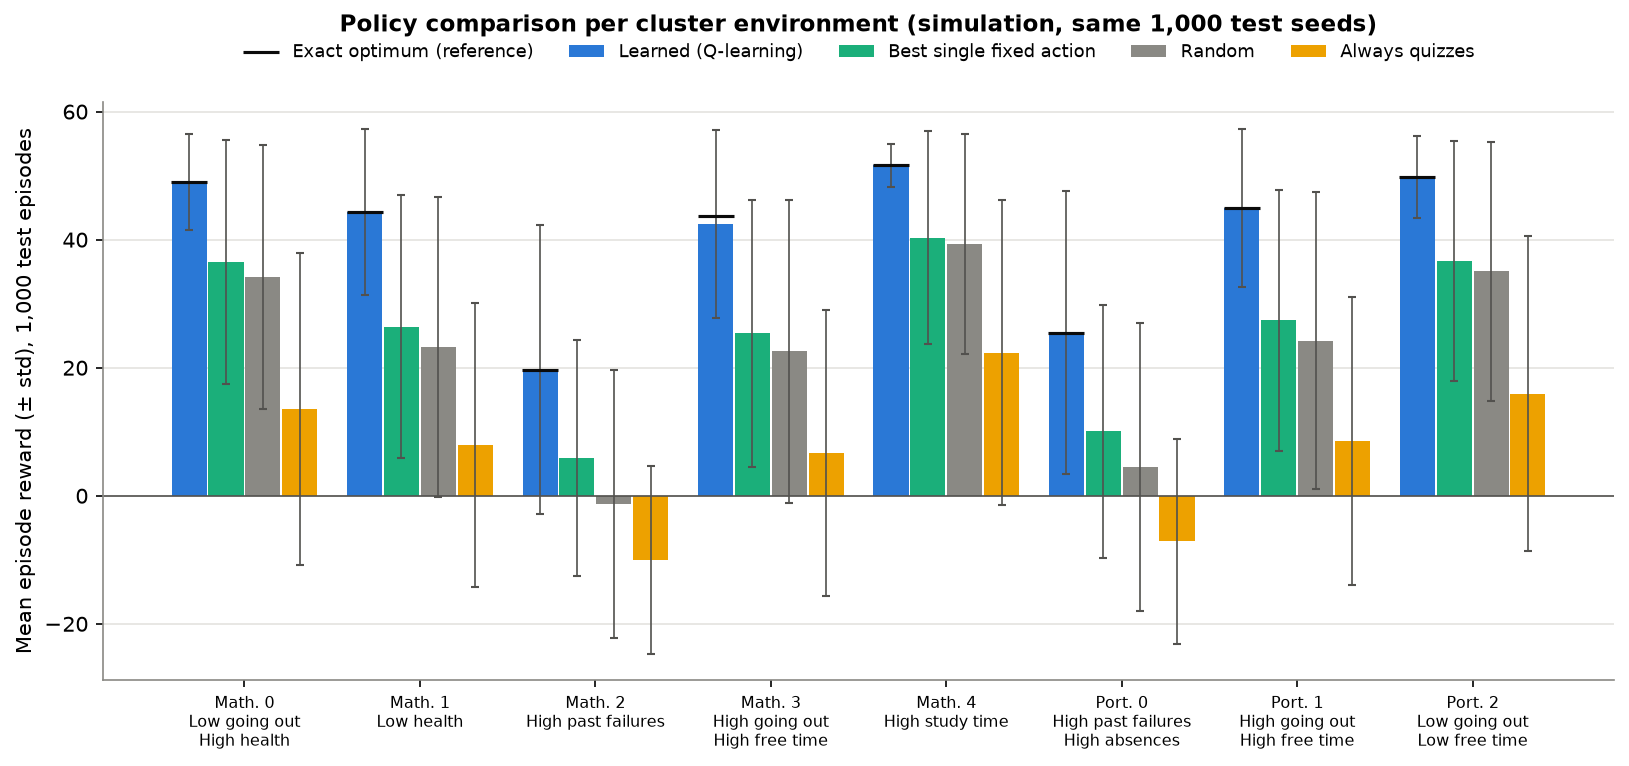 Policy comparison per cluster environment (simulation, same 1,000 test seeds)
Exact optimum (reference) Learned (Q-learning) Best single fixed action Random Always quizzes
Mean episode reward (± std), 1,000 test episodes
60
40
20
0
−20
Math. 0
Low going out
High health
Math. 1
Low health
Math. 2
High past failures
Math. 3
High going out
High free time
Math. 4
High study time
Port. 0
High past failures
High absences
Port. 1
High going out
High free time
Port. 2
Low going out
Low free time